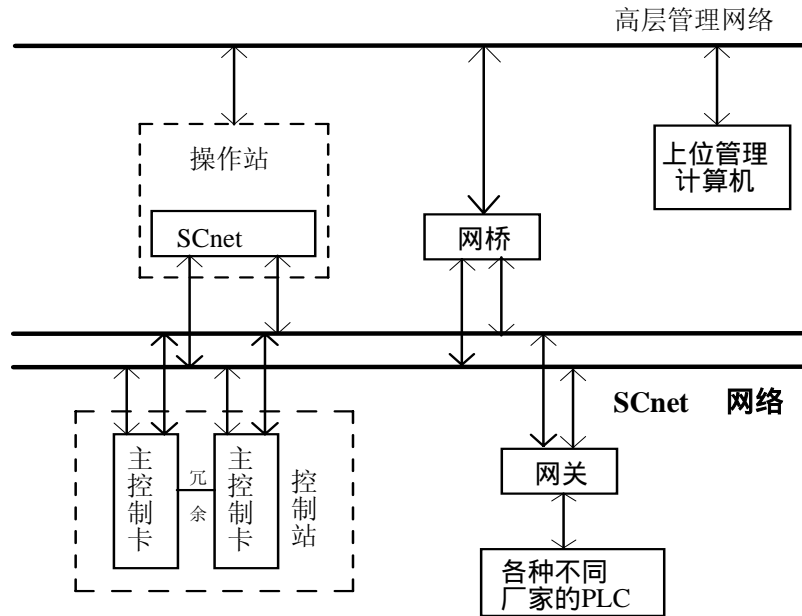 高层管理网络
操作站
SCnet
网桥
上位管理
计算机
SCnet 网络
主控制卡
冗余
主控制卡
控制站
网关
各种不同
厂家的PLC